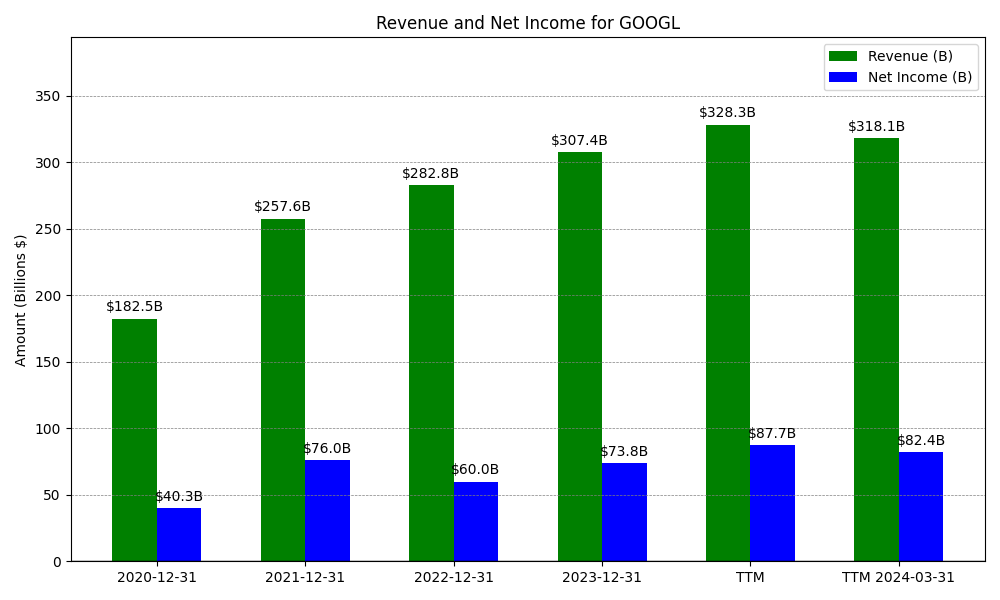 Revenue and Net Income for GOOGL
Revenue (B)
Net Income (B)
Amount (Billions $)
350
300
250
200
150
100
50
0
$182.5B
$40.3B
$257.6B
$76.0B
$282.8B
$60.0B
$307.4B
$73.8B
$328.3B
$87.7B
$318.1B
$82.4B
2020-12-31
2021-12-31
2022-12-31
2023-12-31
TTM
TTM 2024-03-31